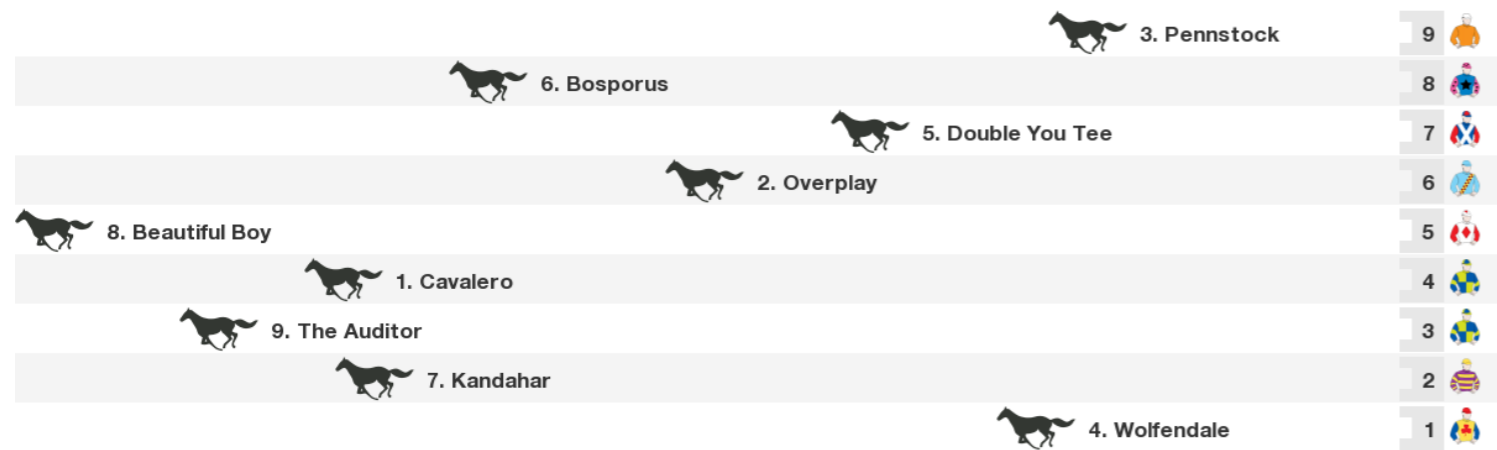 3. Pennstock 9
6. Bosporus 8
5. Double You Tee 7
2. Overplay 6
8. Beautiful Boy 5
1. Cavalero 4
9. The Auditor 3
7. Kandahar 2
4. Wolfendale 1